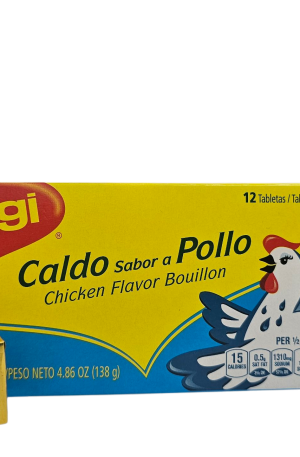 gi
®
12 Tabletas/Tal
Caldo Sabor a Pollo
Chicken Flavor Bouillon
PER ½
15 CALORIES
0.5g SAT FAT
1310mg SODIUM
/PESO NETO 4.86 OZ (138 g)